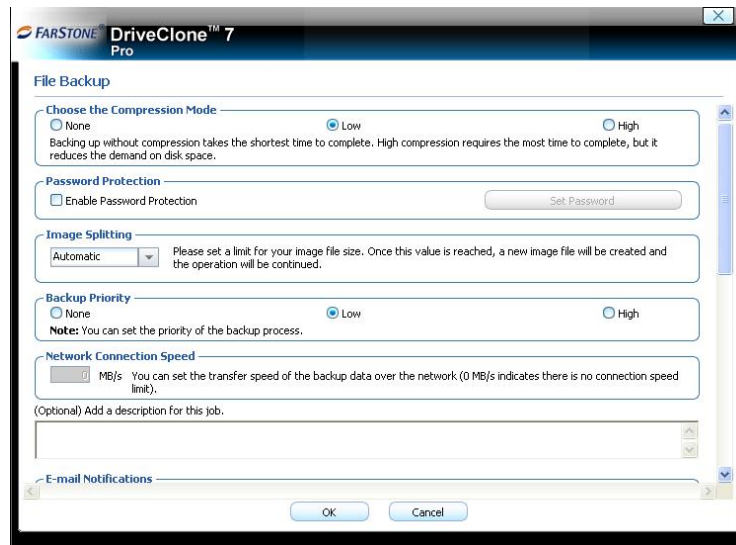 FARSTONE® DriveClone™ 7
Pro
File Backup
Choose the Compression Mode
None Low High
Backing up without compression takes the shortest time to complete. High compression requires the most time to complete, but it
reduces the demand on disk space.
Password Protection
Enable Password Protection Set Password
Image Splitting
Automatic Please set a limit for your image file size. Once this value is reached, a new image file will be created and
the operation will be continued.
Backup Priority
None Low High
Note: You can set the priority of the backup process.
Network Connection Speed
0 MB/s You can set the transfer speed of the backup data over the network (0 MB/s indicates there is no connection speed
limit).
(Optional) Add a description for this job.
E-mail Notifications
OK Cancel